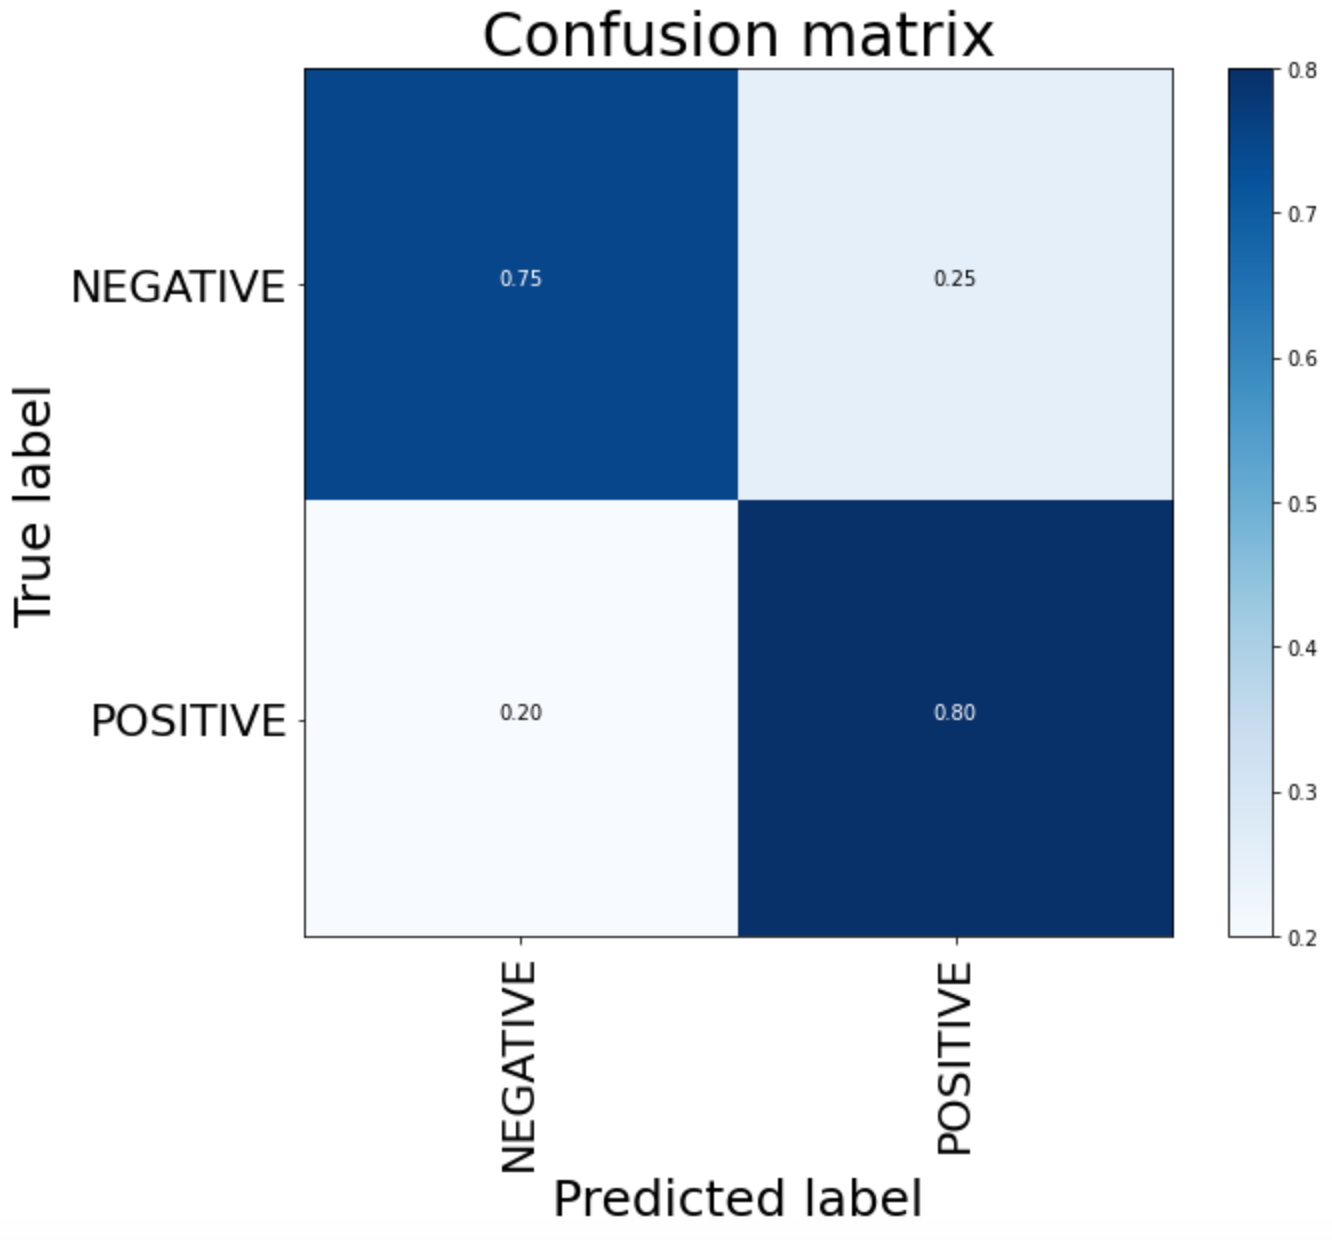 Confusion matrix
NEGATIVE
POSITIVE
True label
0.75
0.25
0.20
0.80
NEGATIVE
POSITIVE
Predicted label
0.8
0.7
0.6
0.5
0.4
0.3
0.2